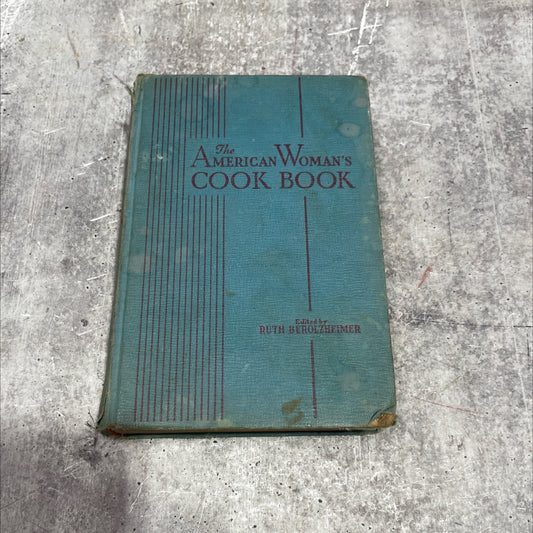 The
AMERICAN WOMAN'S
COOK BOOK
Edited by
RUTH BEROLZHEIMER